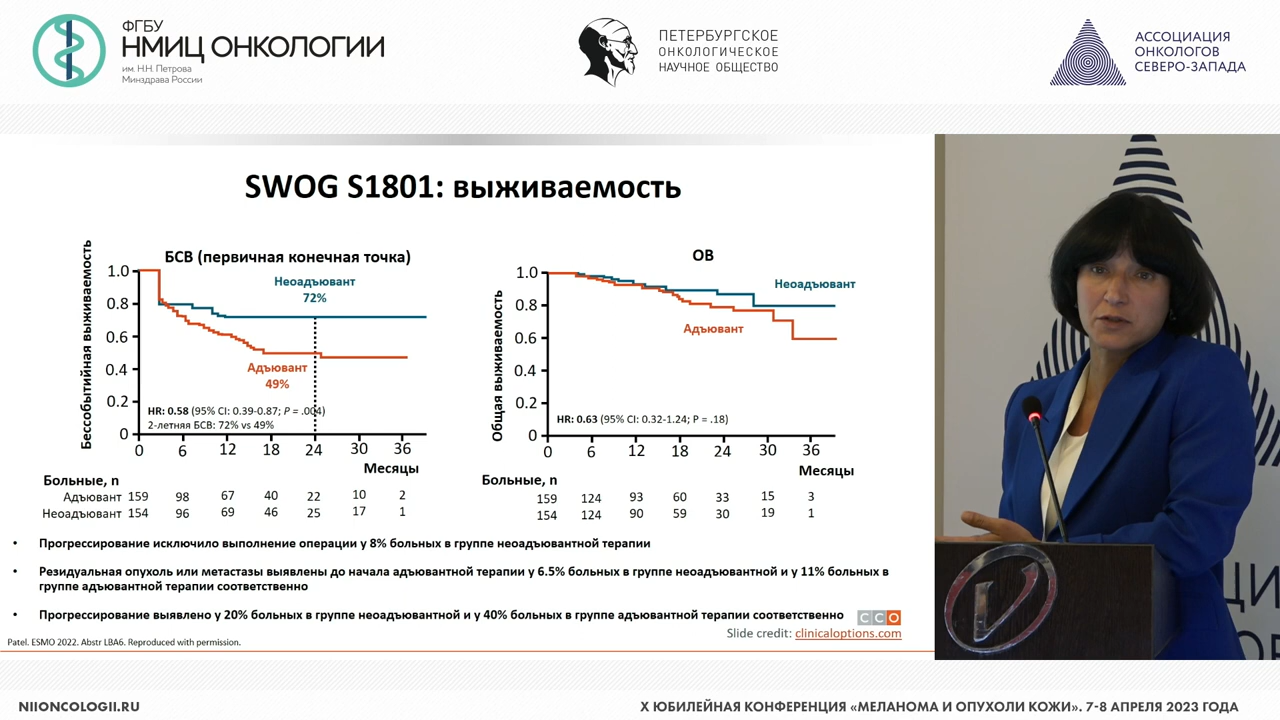 ФГБУ
НМИЦ ОНКОЛОГИИ
им. Н.Н. Петрова
Минздрава России
ПЕТЕРБУРГСКОЕ
ОНКОЛОГИЧЕСКОЕ
НАУЧНОЕ ОБЩЕСТВО
АССОЦИАЦИЯ
ОНКОЛОГОВ
СЕВЕРО-ЗАПАДА
SWOG S1801: выживаемость
БСВ (первичная конечная точка)
Бессобытийная выживаемость
1.0
0.8
0.6
0.4
0.2
0
Неоадъювант
72%
Адъювант
49%
HR: 0.58 (95% CI: 0.39-0.87; P = .004)
2-летняя БСВ: 72% vs 49%
0 6 12 18 24 30 36
Месяцы
Больные, n
Адъювант 159 98 67 40 22 10 2
Неоадъювант 154 96 69 46 25 17 1
ОВ
Общая выживаемость
1.0
0.8
0.6
0.4
0.2
0
Неоадъювант
Адъювант
HR: 0.63 (95% CI: 0.32-1.24; P = .18)
0 6 12 18 24 30 36
Месяцы
Больные, n
159 124 93 60 33 15 3
154 124 90 59 30 19 1
• Прогрессирование исключило выполнение операции у 8% больных в группе неоадъювантной терапии
• Резидуальная опухоль или метастазы выявлены до начала адъювантной терапии у 6.5% больных в группе неоадъювантной и у 11% больных в
группе адъювантной терапии соответственно
• Прогрессирование выявлено у 20% больных в группе неоадъювантной и у 40% больных в группе адъювантной терапии соответственно
CCO
Slide credit: clinicaloptions.com
Patel. ESMO 2022. Abstr LBA6. Reproduced with permission.
NIIONCOLOGII.RU
X ЮБИЛЕЙНАЯ КОНФЕРЕНЦИЯ «МЕЛАНОМА И ОПУХОЛИ КОЖИ». 7-8 АПРЕЛЯ 2023 ГОДА